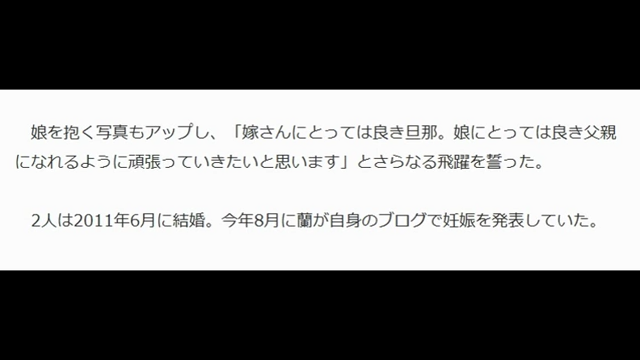 娘を抱く写真もアップし、「嫁さんにとっては良き旦那。娘にとっては良き父親
になれるように頑張っていきたいと思います」とさらなる飛躍を誓った。
2人は2011年6月に結婚。今年8月に蘭が自身のブログで妊娠を発表していた。